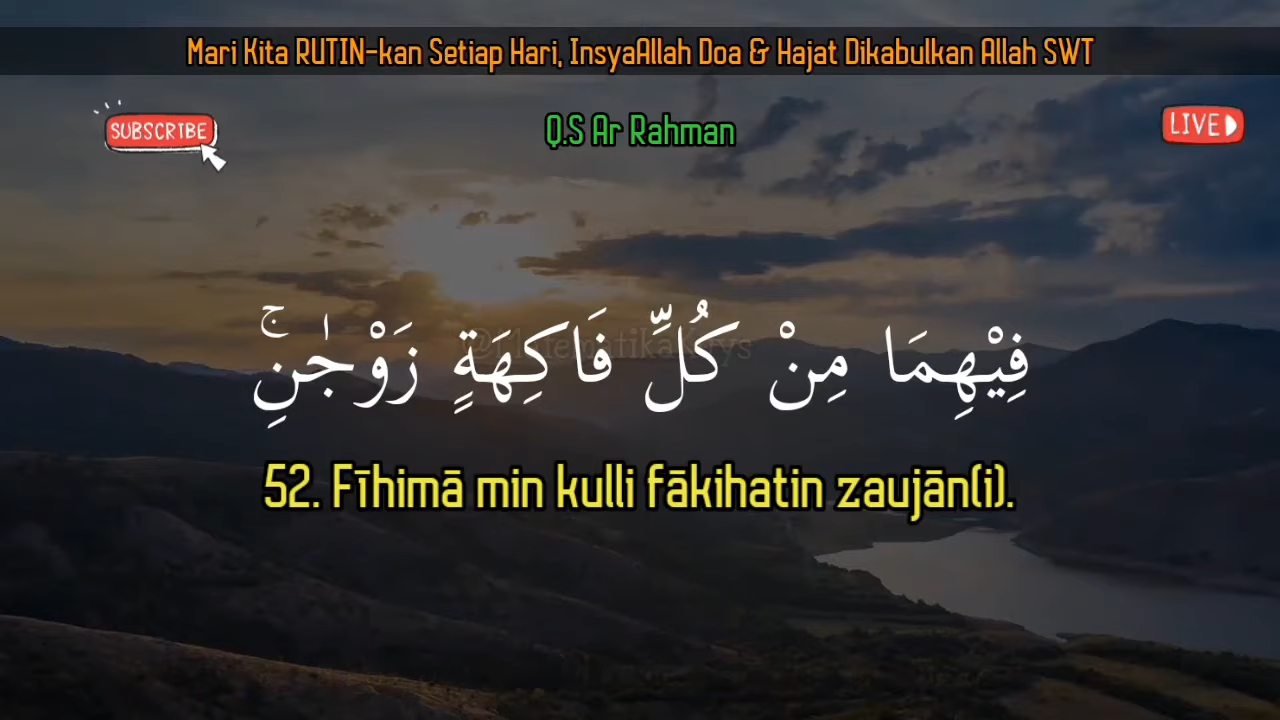 Mari Kita RUTIN-kan Setiap Hari, InsyaAllah Doa & Hajat Dikabulkan Allah SWT
SUBSCRIBE
Q.S Ar Rahman
LIVE
فِيْهِمَا مِنْ كُلِّ فَاكِهَةٍ زَوْجٰنِۚ
52. Fīhimā min kulli fākihatin zaujān(i).